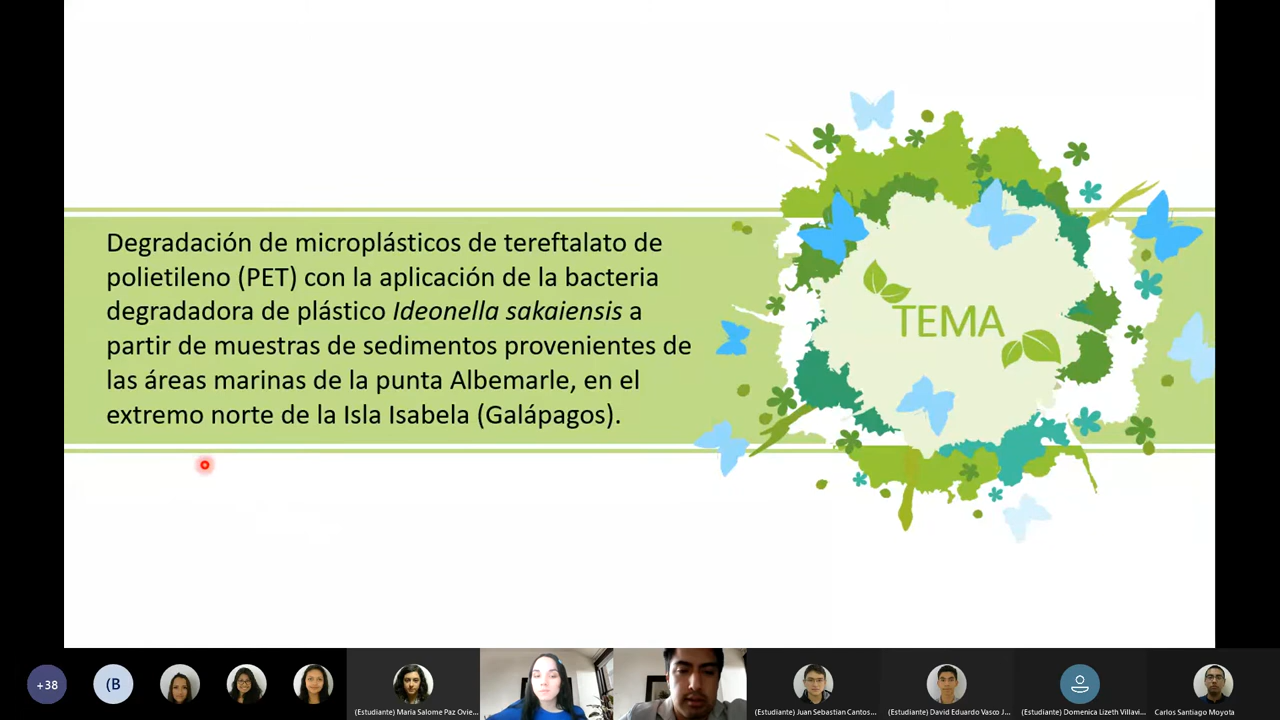 Degradación de microplásticos de tereftalato de
polietileno (PET) con la aplicación de la bacteria
degradadora de plástico Ideonella sakaiensis a
partir de muestras de sedimentos provenientes de
las áreas marinas de la punta Albemarle, en el
extremo norte de la Isla Isabela (Galápagos).
TEMA
+38
(B
(Estudiante) Maria Salome Paz Ovie...
(Estudiante) Juan Sebastian Cantos...
(Estudiante) David Eduardo Vasco J...
(Estudiante) Domenica Lizeth Villavi...
Carlos Santiago Moyota